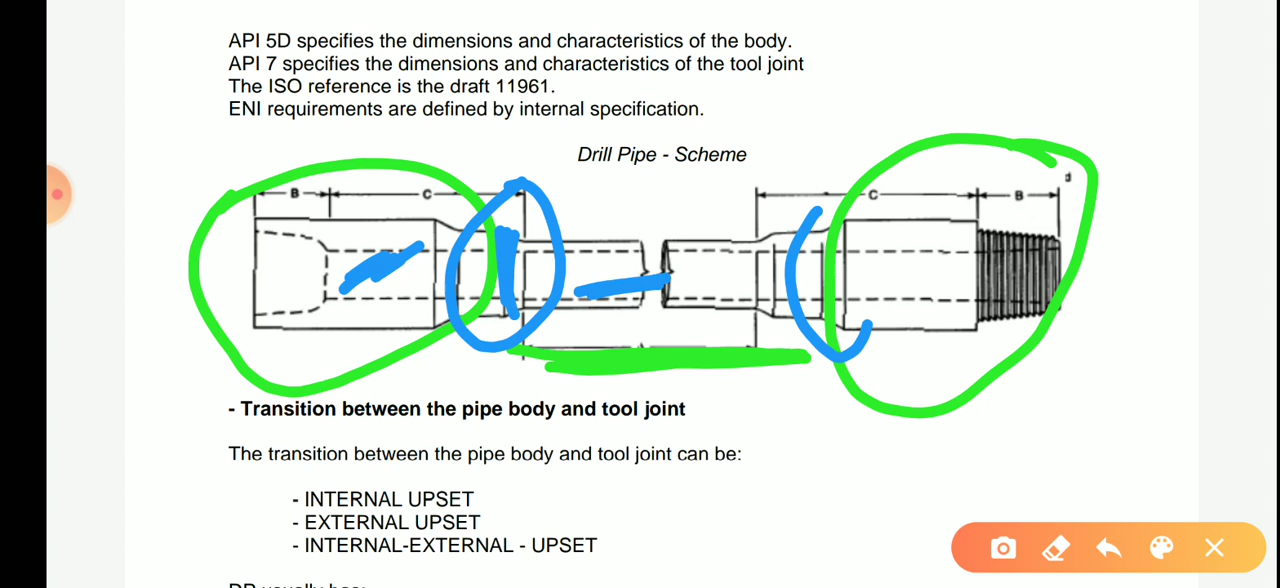 API 5D specifies the dimensions and characteristics of the body.
API 7 specifies the dimensions and characteristics of the tool joint
The ISO reference is the draft 11961.
ENI requirements are defined by internal specification.
Drill Pipe - Scheme
B C C B d
- Transition between the pipe body and tool joint
The transition between the pipe body and tool joint can be:
- INTERNAL UPSET
- EXTERNAL UPSET
- INTERNAL-EXTERNAL - UPSET